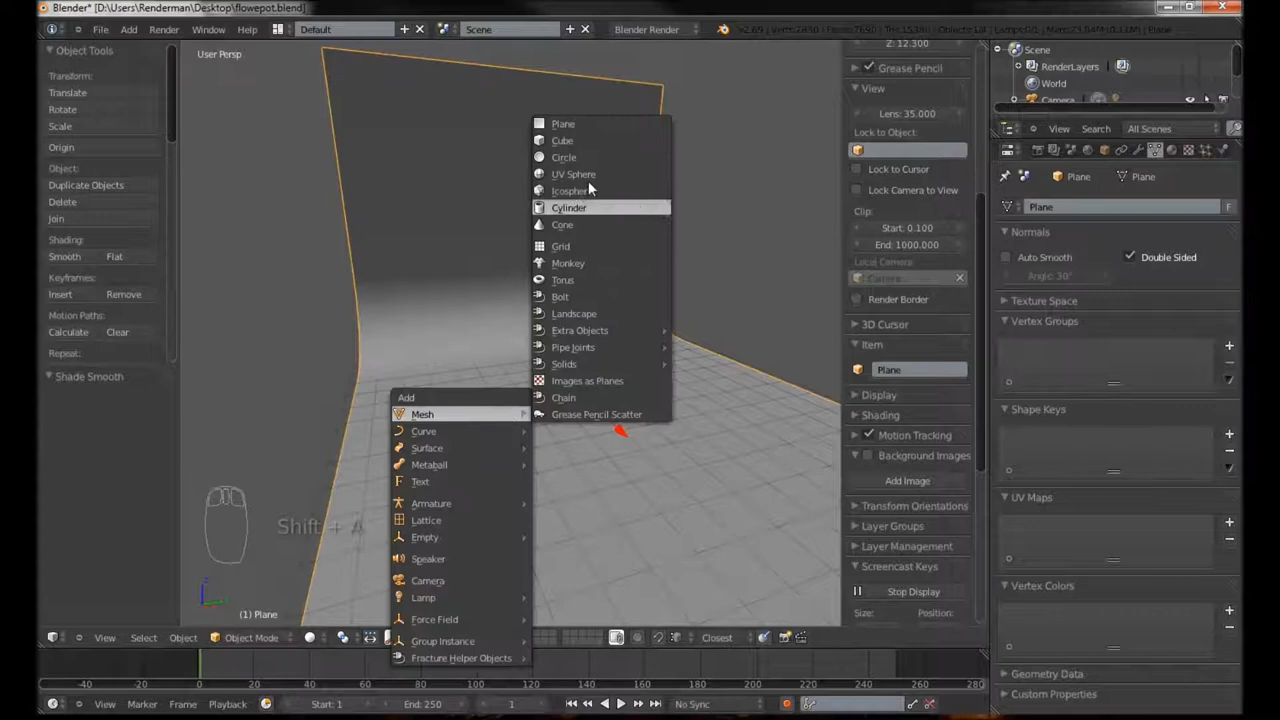 Blender* [D:\Users\Renderman\Desktop\flowepot.blend]
File Add Render Window Help Default Scene Blender Render
Object Tools
Transform:
Translate
Rotate
Scale
Origin
Object:
Duplicate Objects
Delete
Join
Shading:
Smooth Flat
Keyframes:
Insert Remove
Motion Paths:
Calculate Clear
Repeat:
Shade Smooth
User Persp
Shift + A
(1) Plane
Add
Mesh
Curve
Surface
Metaball
Text
Armature
Lattice
Empty
Speaker
Camera
Lamp
Force Field
Group Instance
Fracture Helper Objects
Plane
Cube
Circle
UV Sphere
Icosphere
Cylinder
Cone
Grid
Monkey
Torus
Bolt
Landscape
Extra Objects
Pipe Joints
Solids
Images as Planes
Chain
Grease Pencil Scatter
Z: 12.300
Grease Pencil
View
Lens: 35.000
Lock to Object:
Lock to Cursor
Lock Camera to View
Clip:
Start: 0.100
End: 1000.000
Local Camera:
Camera
Render Border
3D Cursor
Item
Plane
Display
Shading
Motion Tracking
Background Images
Add Image
Transform Orientations
Layer Groups
Layer Management
Screencast Keys
Stop Display
Size: Position:
Scene
RenderLayers
World
Camera
View Search All Scenes
Plane Plane
Plane F
Normals
Auto Smooth Double Sided
Angle: 30°
Texture Space
Vertex Groups
Shape Keys
UV Maps
Vertex Colors
Geometry Data
Custom Properties
View Select Object Object Mode Closest
-40 -20 0 20 40 60 80 100 120 140 160 180 200 220 240 260 280
View Marker Frame Playback Start: 1 End: 250 1 No Sync